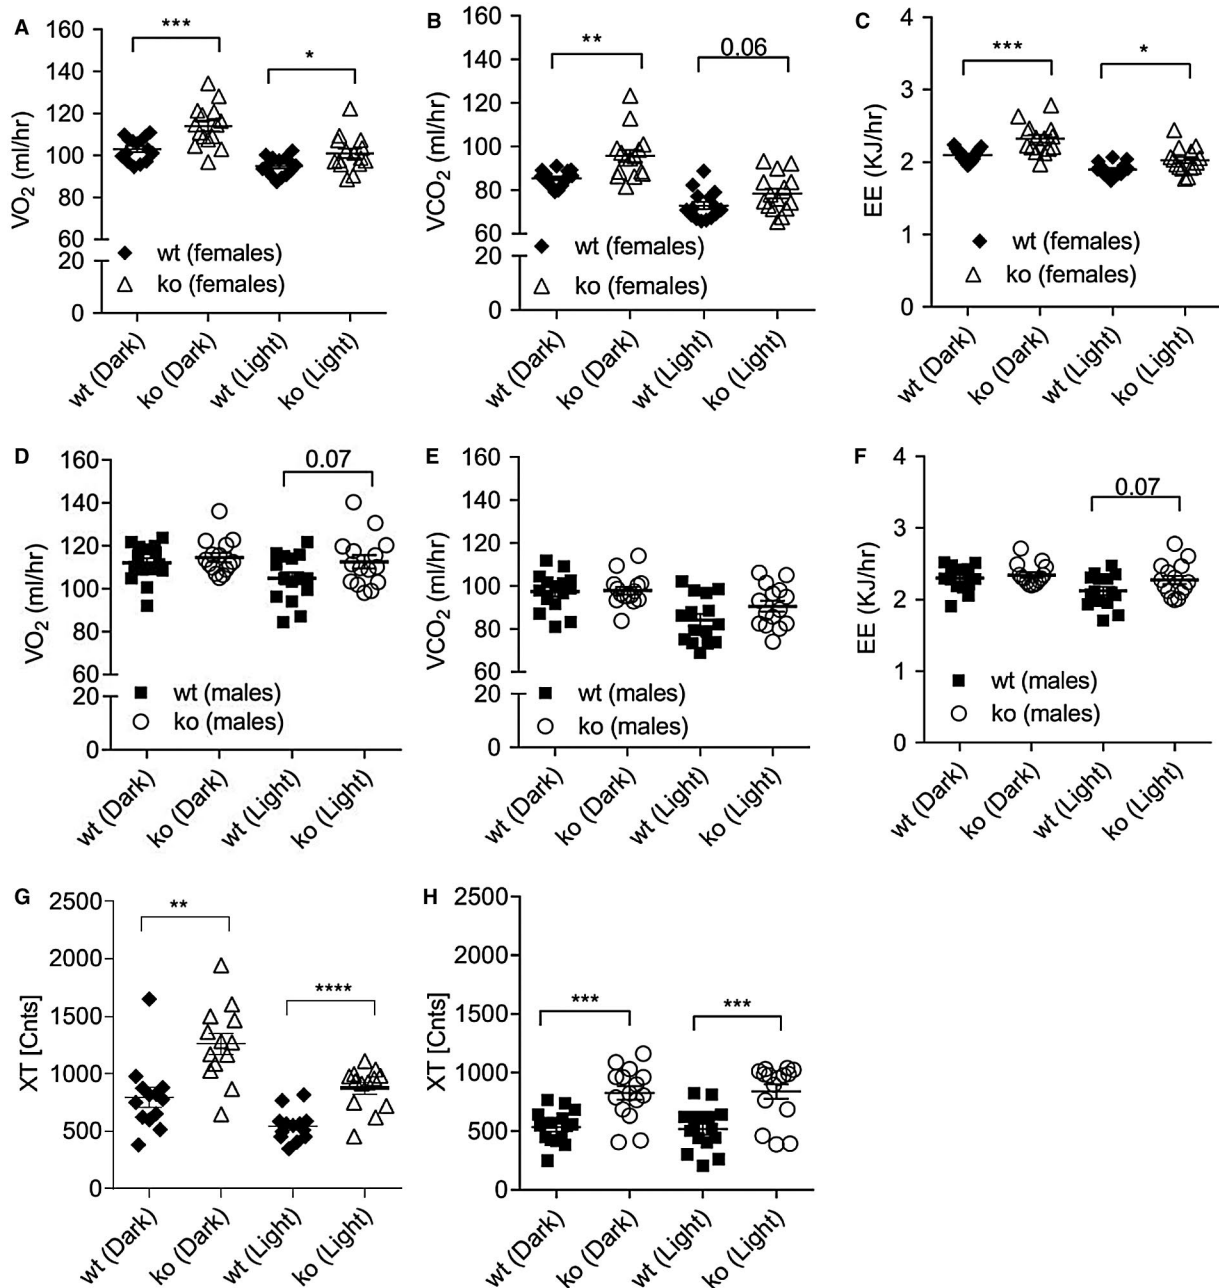 A
VO2 (ml/hr)
160
140
120
100
80
60
20
0
***
*
wt (females)
ko (females)
wt (Dark)
ko (Dark)
wt (Light)
ko (Light)
B
VCO2 (ml/hr)
160
140
120
100
80
60
20
0
**
0.06
wt (females)
ko (females)
wt (Dark)
ko (Dark)
wt (Light)
ko (Light)
C
EE (KJ/hr)
4
3
2
1
0
***
*
wt (females)
ko (females)
wt (Dark)
ko (Dark)
wt (Light)
ko (Light)
D
VO2 (ml/hr)
160
140
120
100
80
60
20
0
0.07
wt (males)
ko (males)
wt (Dark)
ko (Dark)
wt (Light)
ko (Light)
E
VCO2 (ml/hr)
160
140
120
100
80
60
20
0
wt (males)
ko (males)
wt (Dark)
ko (Dark)
wt (Light)
ko (Light)
F
EE (KJ/hr)
4
3
2
1
0
0.07
wt (males)
ko (males)
wt (Dark)
ko (Dark)
wt (Light)
ko (Light)
G
XT [Cnts]
2500
2000
1500
1000
500
0
**
****
wt (Dark)
ko (Dark)
wt (Light)
ko (Light)
H
XT [Cnts]
2500
2000
1500
1000
500
0
***
***
wt (Dark)
ko (Dark)
wt (Light)
ko (Light)